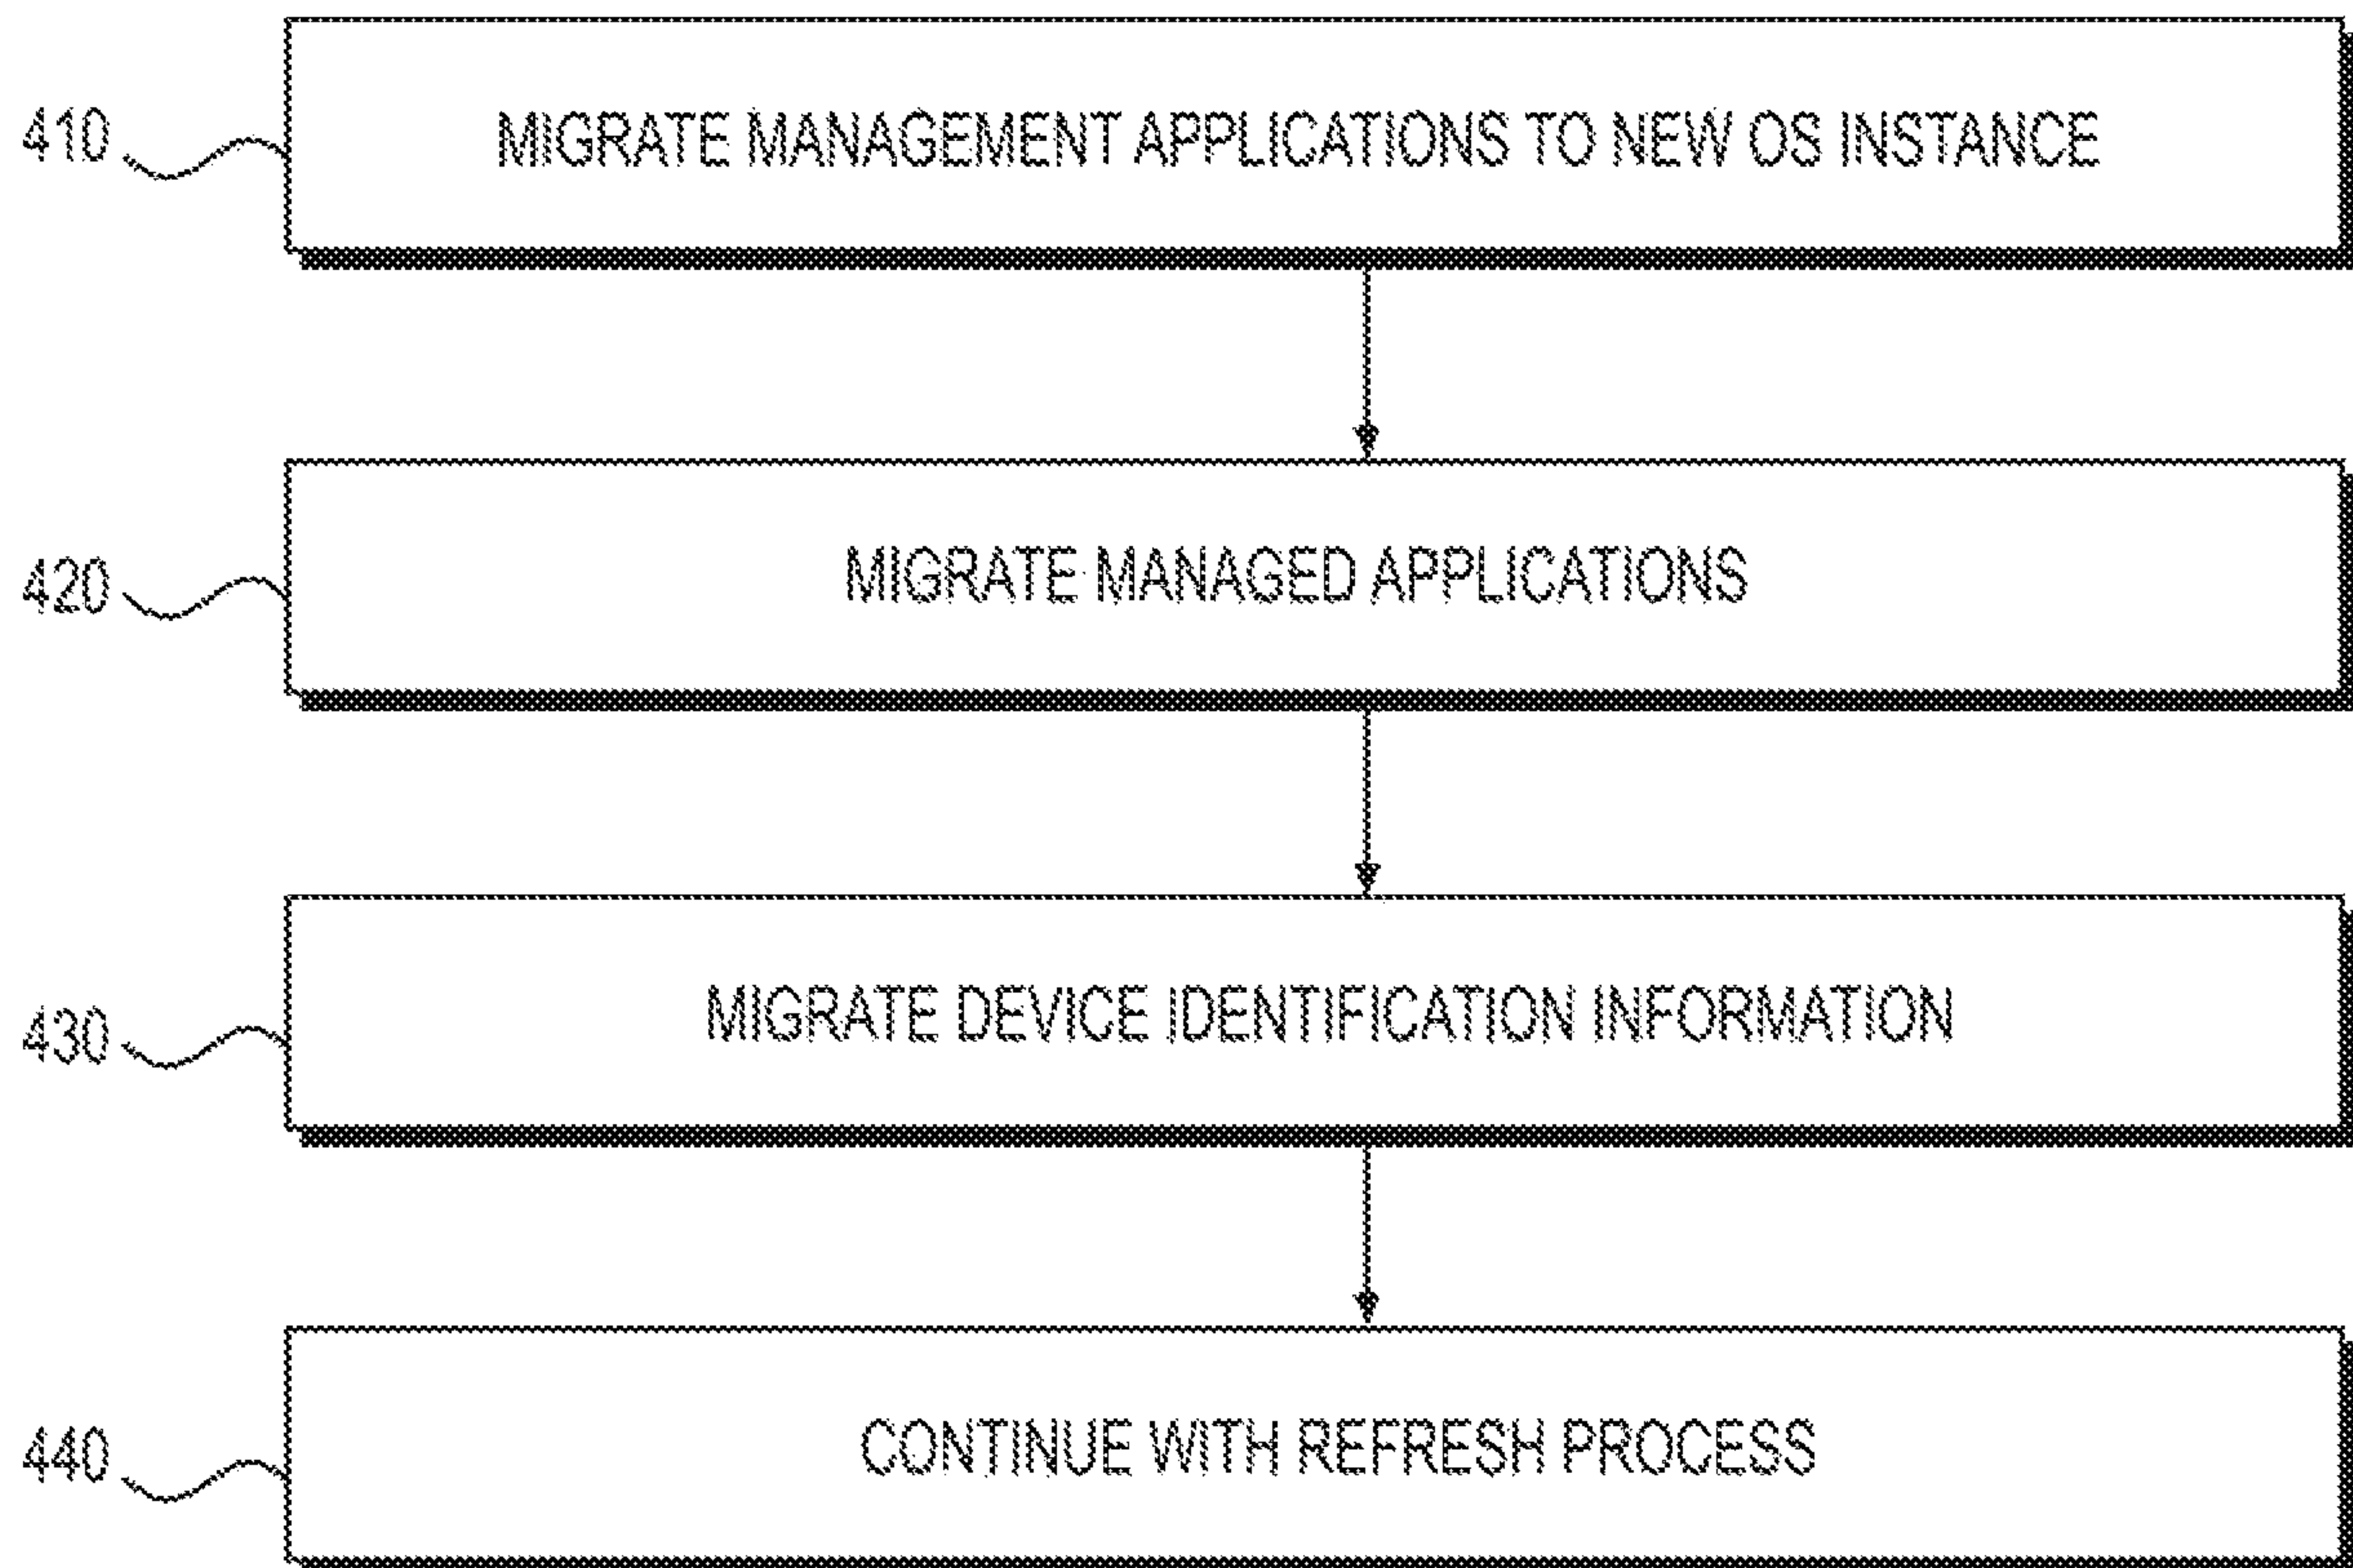 410
MIGRATE MANAGEMENT APPLICATIONS TO NEW OS INSTANCE
420
MIGRATE MANAGED APPLICATIONS
430
MIGRATE DEVICE IDENTIFICATION INFORMATION
440
CONTINUE WITH REFRESH PROCESS